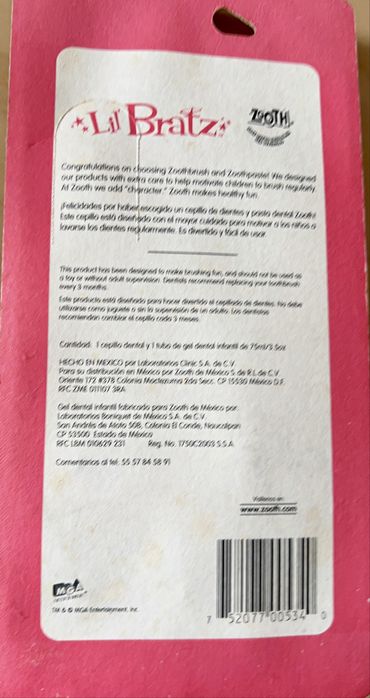 Lil' Bratz
ZOOTH
Congratulations on choosing Zoothbrush and Zoothpaste! We designed
our products with extra care to help motivate children to brush regularly.
At Zooth we add "character." Zooth makes healthy fun.
¡Felicidades por haber escogido un cepillo de dientes y pasta dental Zooth!
Este cepillo está diseñado con el mayor cuidado para motivar a los niños a
lavarse los dientes regularmente. Es divertido y fácil de usar.
This product has been designed to make brushing fun, and should not be used as
a toy or without adult supervision. Dentists recommend replacing your toothbrush
every 3 months.
Este producto está diseñado para hacer divertido el cepillado de dientes. No debe
utilizarse como juguete o sin la supervisión de un adulto. Los dentistas
recomiendan cambiar el cepillo cada 3 meses.
Cantidad: 1 cepillo dental y 1 tubo de gel dental infantil de 75ml/3.5oz.
HECHO EN MEXICO por Laboratorios Clinic S.A. de C.V.
Para su distribución en México por Zooth de México S. de R.L. de C.V.
Oriente 172 #378 Colonia Moctezuma 2da Secc. CP 15530 México D.F.
RFC ZME 011107 3RA
Gel dental infantil fabricado para Zooth de México por:
Laboratorios Boniquet de México S.A. de C.V.
San Andrés de Atoto 508, Colonia El Conde, Naucalpan
CP 53500 Estado de México
RFC LBM 010629 231 Reg. No. 1750C2003 S.S.A.
Comentarios al tel: 55 57 84 58 91
Visítenos en:
www.zooth.com
MGA
TM & © MGA Entertainment, Inc.
7 52077 00534 0